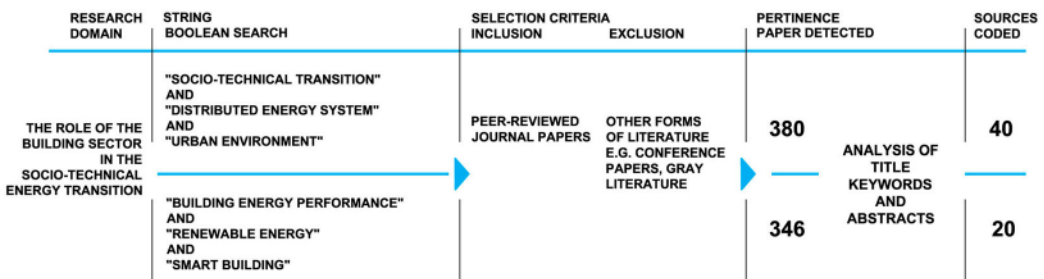 RESEARCH
DOMAIN
STRING
BOOLEAN SEARCH
SELECTION CRITERIA
INCLUSION
EXCLUSION
PERTINENCE
PAPER DETECTED
SOURCES
CODED
THE ROLE OF THE
BUILDING SECTOR
IN THE
SOCIO-TECHNICAL
ENERGY TRANSITION
"SOCIO-TECHNICAL TRANSITION"
AND
"DISTRIBUTED ENERGY SYSTEM"
AND
"URBAN ENVIRONMENT"
"BUILDING ENERGY PERFORMANCE"
AND
"RENEWABLE ENERGY"
AND
"SMART BUILDING"
PEER-REVIEWED
JOURNAL PAPERS
OTHER FORMS
OF LITERATURE
E.G. CONFERENCE
PAPERS, GRAY
LITERATURE
380
346
ANALYSIS OF
TITLE
KEYWORDS
AND
ABSTRACTS
40
20